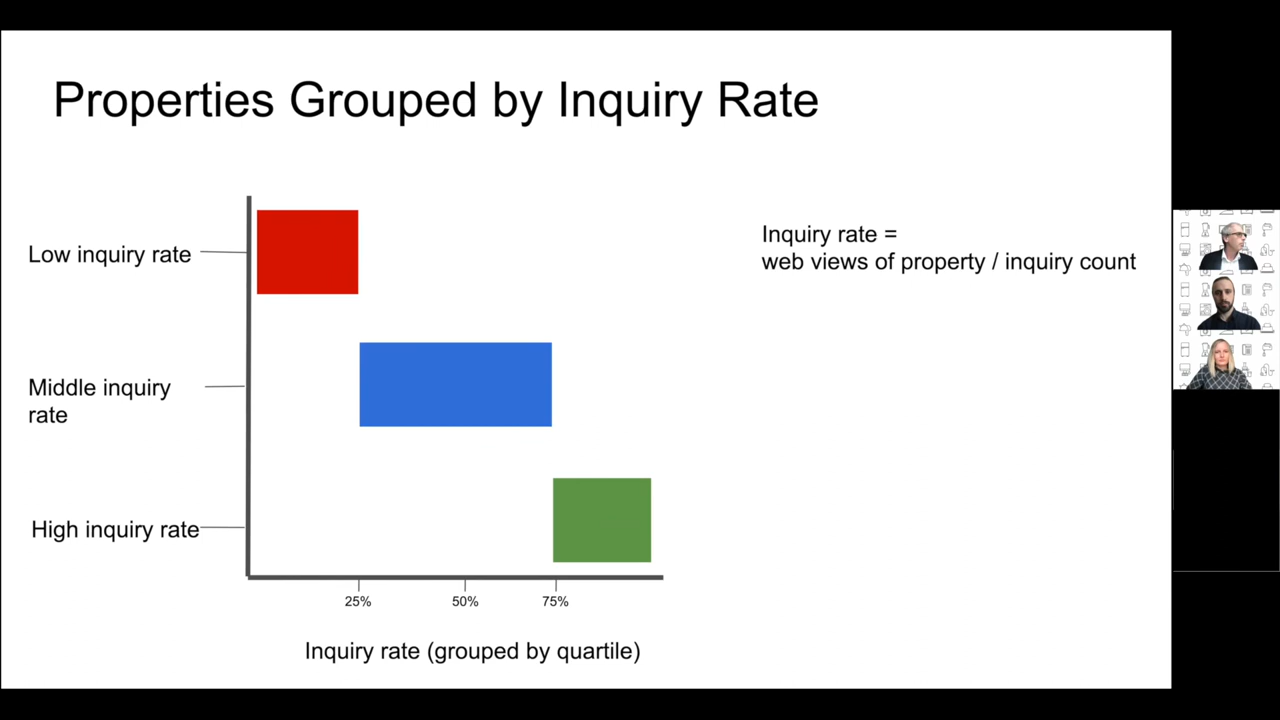 Properties Grouped by Inquiry Rate
Low inquiry rate
Middle inquiry
rate
High inquiry rate
25%
50%
75%
Inquiry rate (grouped by quartile)
Inquiry rate =
web views of property / inquiry count